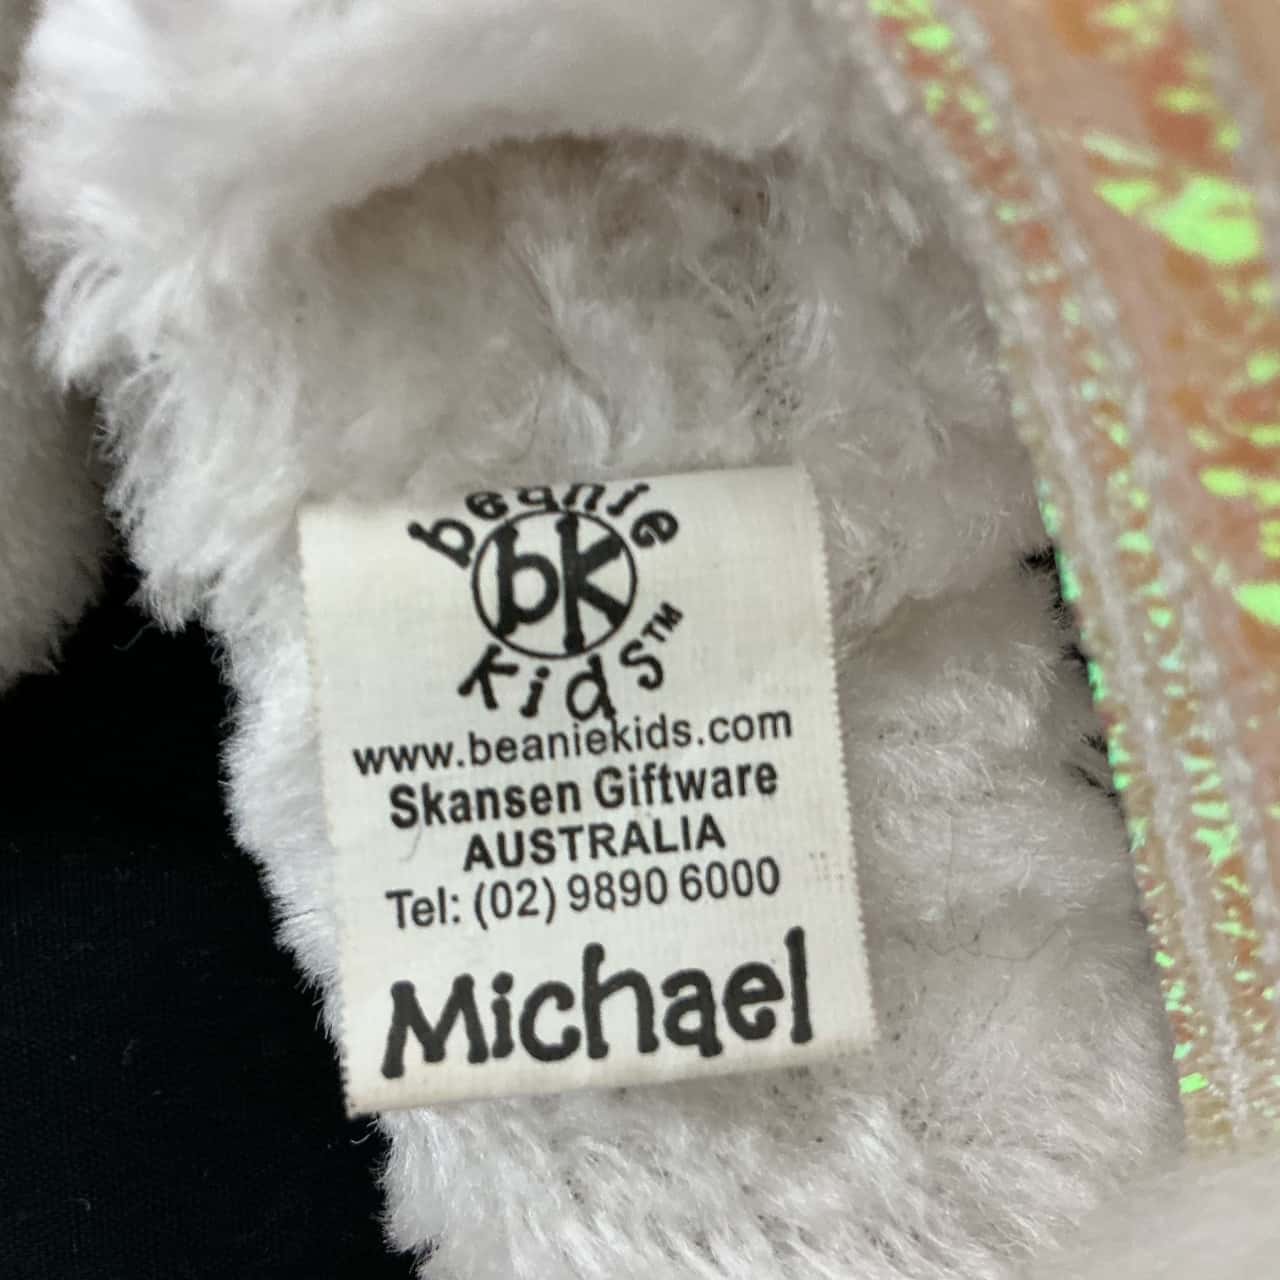 beanie
bk
kids™
www.beaniekids.com
Skansen Giftware
AUSTRALIA
Tel: (02) 9890 6000
Michael